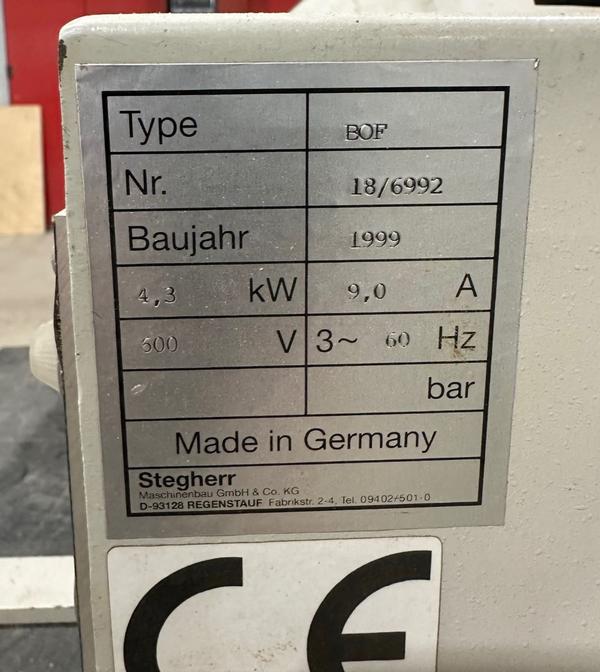 Type BOF
Nr. 18/6992
Baujahr 1999
4,3 kW 9,0 A
600 V 3~ 60 Hz
bar
Made in Germany
Stegherr
Maschinenbau GmbH & Co. KG
D-93128 REGENSTAUF Fabrikstr. 2-4, Tel. 09402/501-0
CE